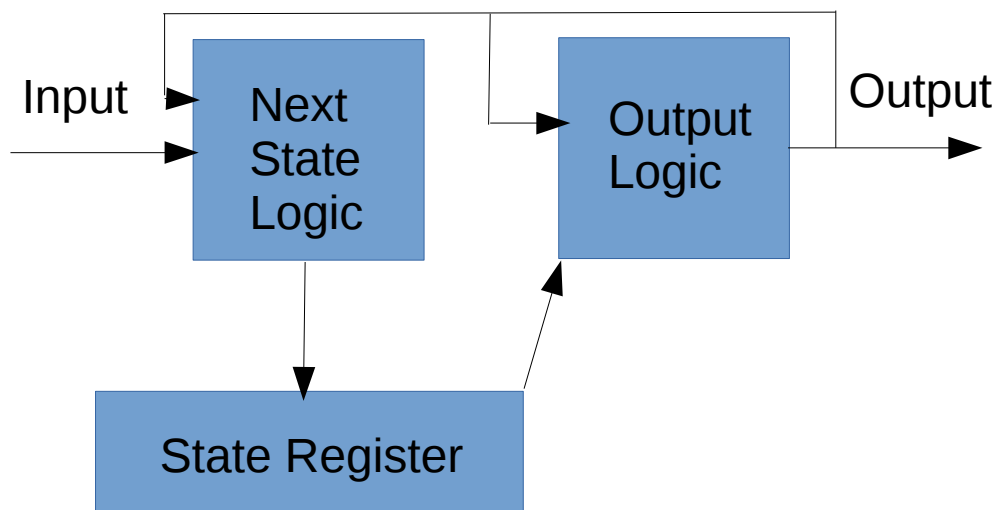 Input
Next
State
Logic
Output
Logic
Output
State Register